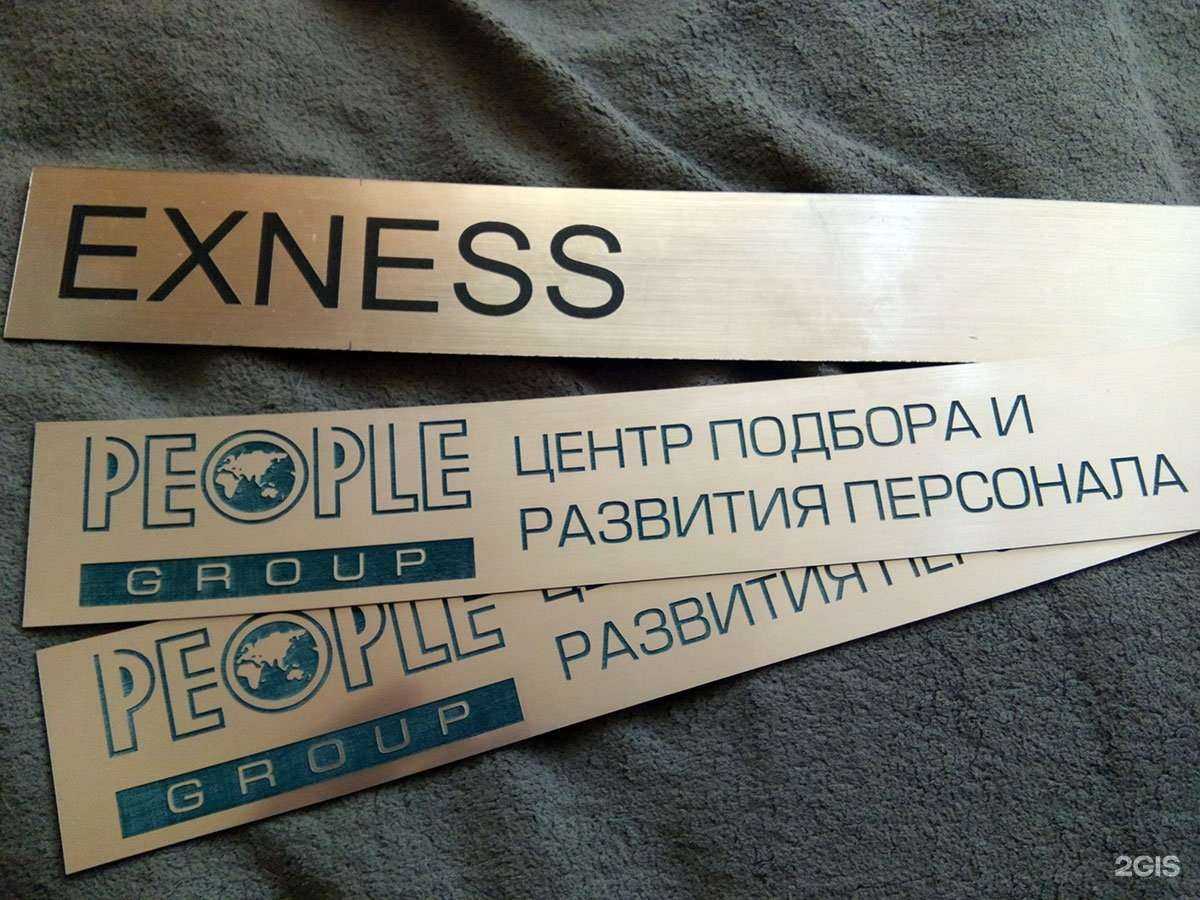 EXNESS
PEOPLE
GROUP
ЦЕНТР ПОДБОРА И
РАЗВИТИЯ ПЕРСОНАЛА
PEOPLE
GROUP
РАЗВИТИЯ
2GIS